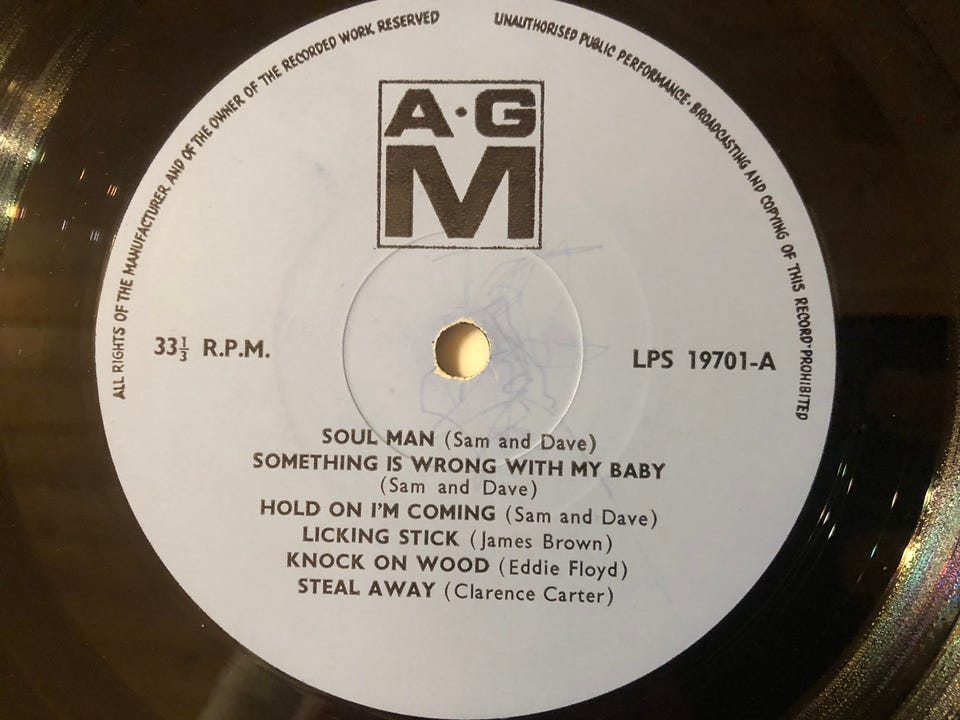 ALL RIGHTS OF THE MANUFACTURER AND OF THE OWNER OF THE RECORDED WORK RESERVED
UNAUTHORISED PUBLIC PERFORMANCE · BROADCASTING AND COPYING OF THIS RECORD PROHIBITED
A·G
M
33⅓ R.P.M.
LPS 19701-A
SOUL MAN (Sam and Dave)
SOMETHING IS WRONG WITH MY BABY
(Sam and Dave)
HOLD ON I'M COMING (Sam and Dave)
LICKING STICK (James Brown)
KNOCK ON WOOD (Eddie Floyd)
STEAL AWAY (Clarence Carter)